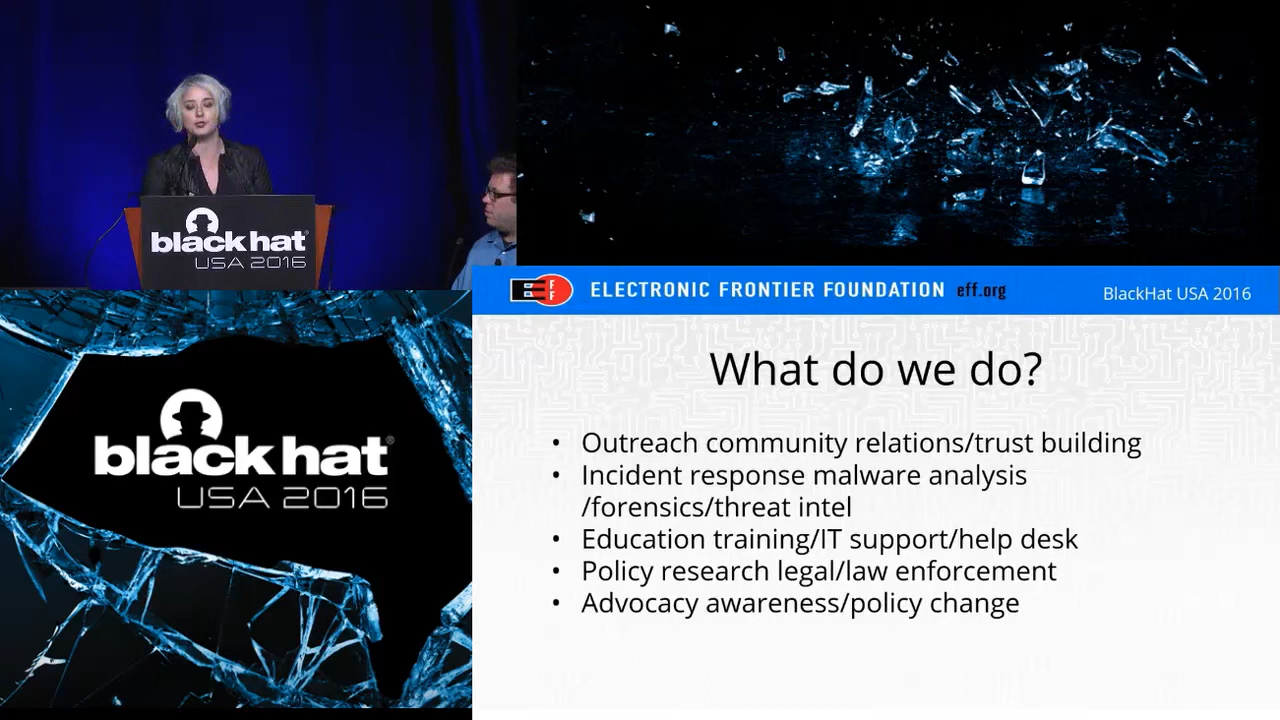 black hat
USA 2016
ELECTRONIC FRONTIER FOUNDATION eff.org
BlackHat USA 2016
What do we do?
• Outreach community relations/trust building
• Incident response malware analysis
/forensics/threat intel
• Education training/IT support/help desk
• Policy research legal/law enforcement
• Advocacy awareness/policy change
black hat
USA 2016